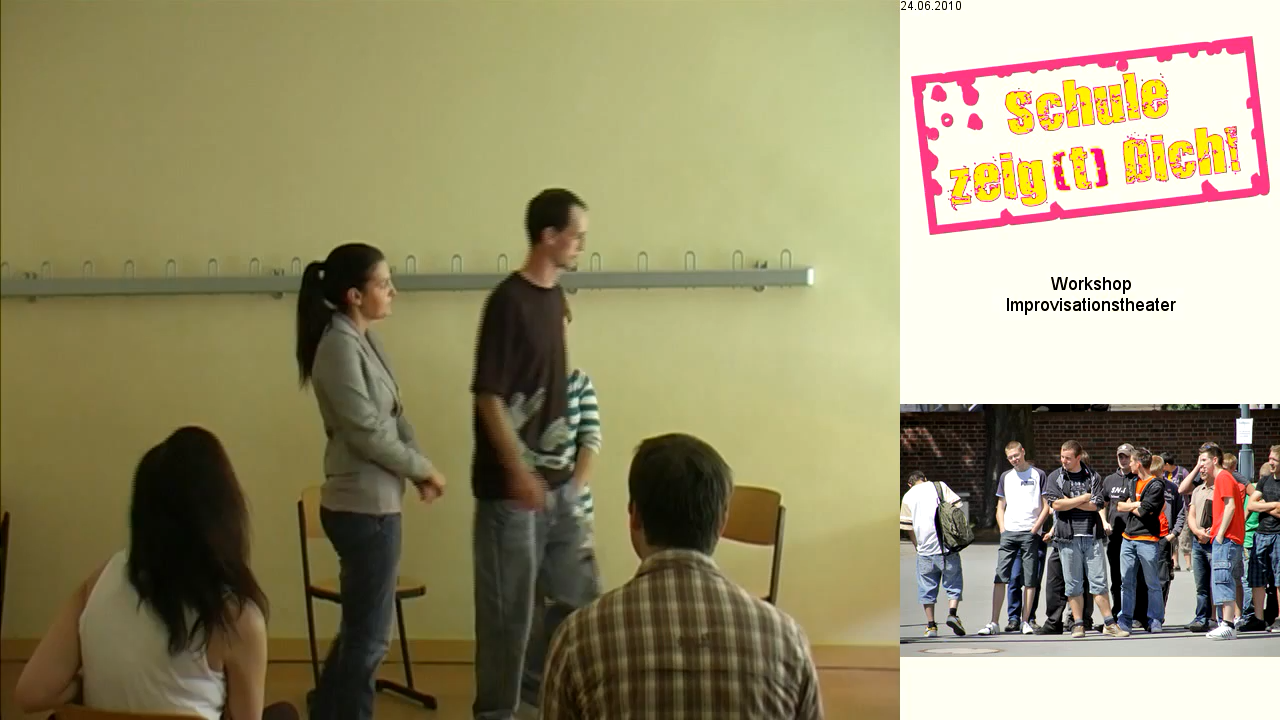 24.06.2010
Schule
zeig(t) Dich!
Workshop
Improvisationstheater